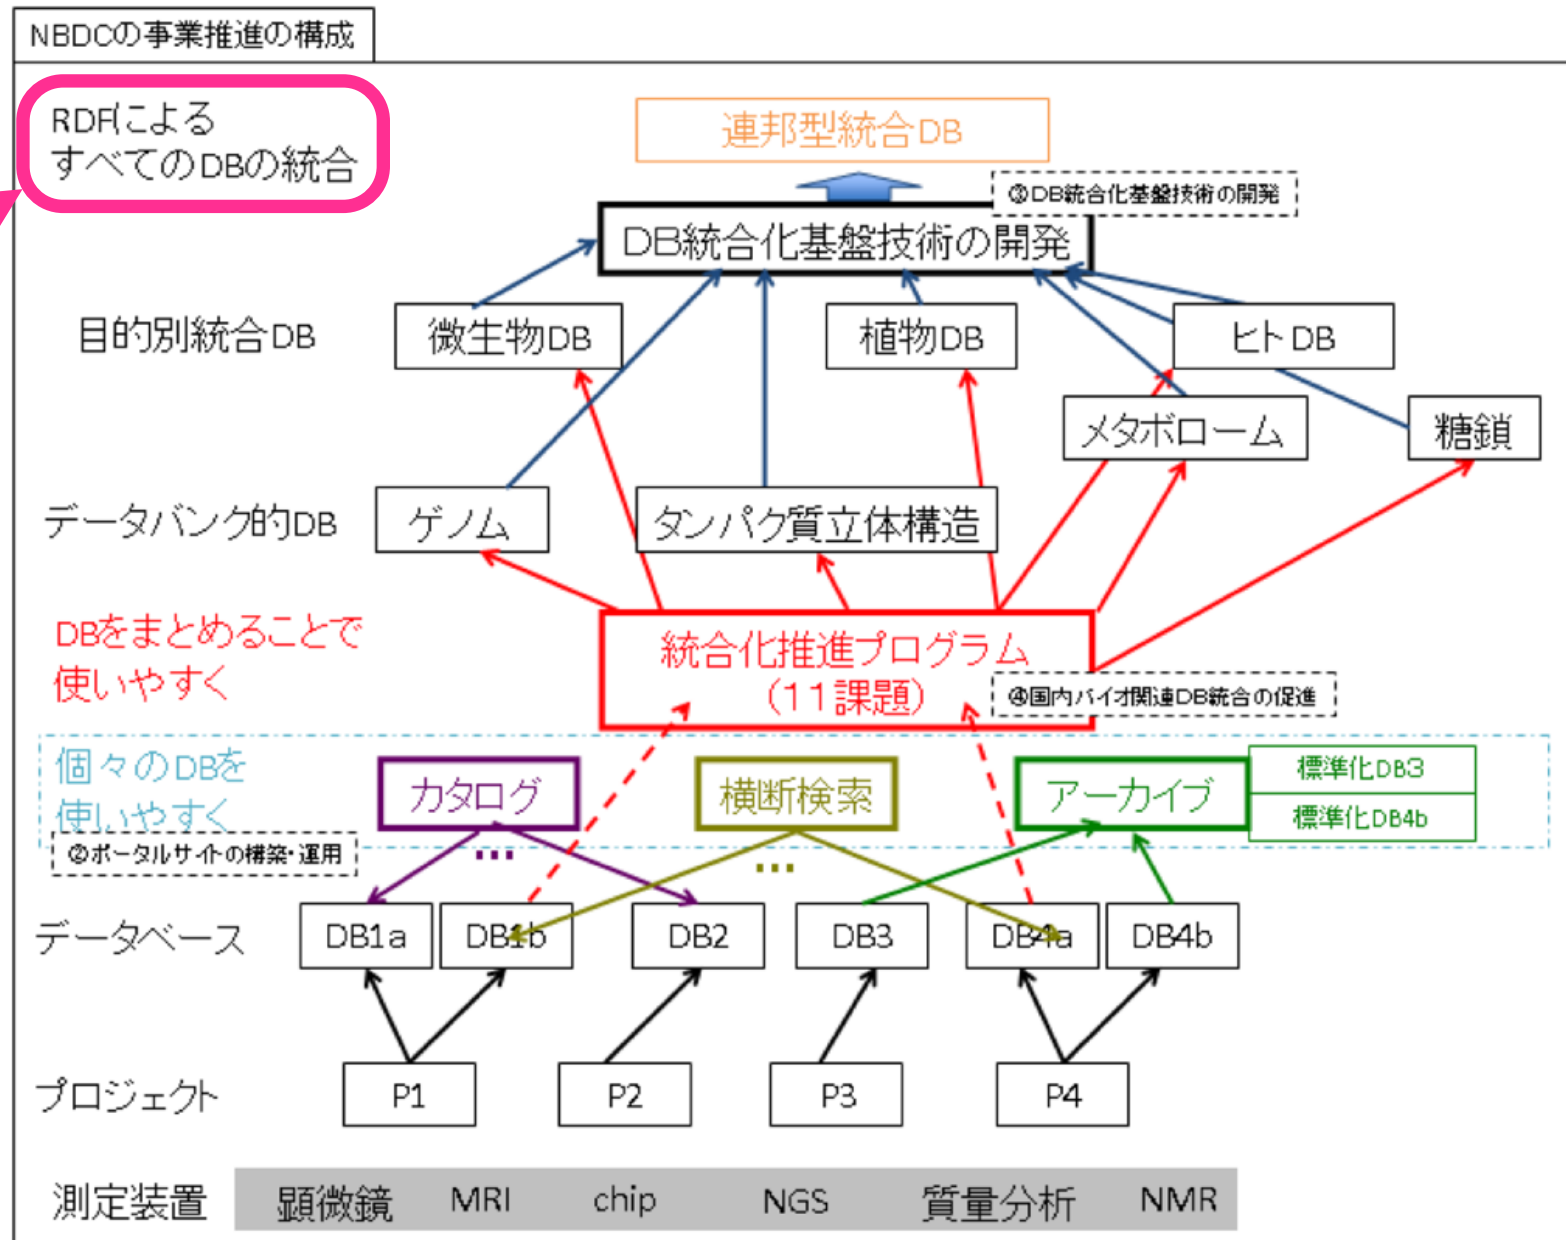 NBDCの事業推進の構成
RDFによる
すべてのDBの統合
連邦型統合DB
③DB統合化基盤技術の開発
DB統合化基盤技術の開発
目的別統合DB
微生物DB
植物DB
ヒトDB
メタボローム
糖鎖
データバンク的DB
ゲノム
タンパク質立体構造
DBをまとめることで
使いやすく
統合化推進プログラム
(11課題)
④国内バイオ関連DB統合の促進
個々のDBを
使いやすく
カタログ
横断検索
アーカイブ
標準化DB3
標準化DB4b
②ポータルサイトの構築・運用
...
...
データベース
DB1a
DB1b
DB2
DB3
DB4a
DB4b
プロジェクト
P1
P2
P3
P4
測定装置
顕微鏡 MRI chip NGS 質量分析 NMR